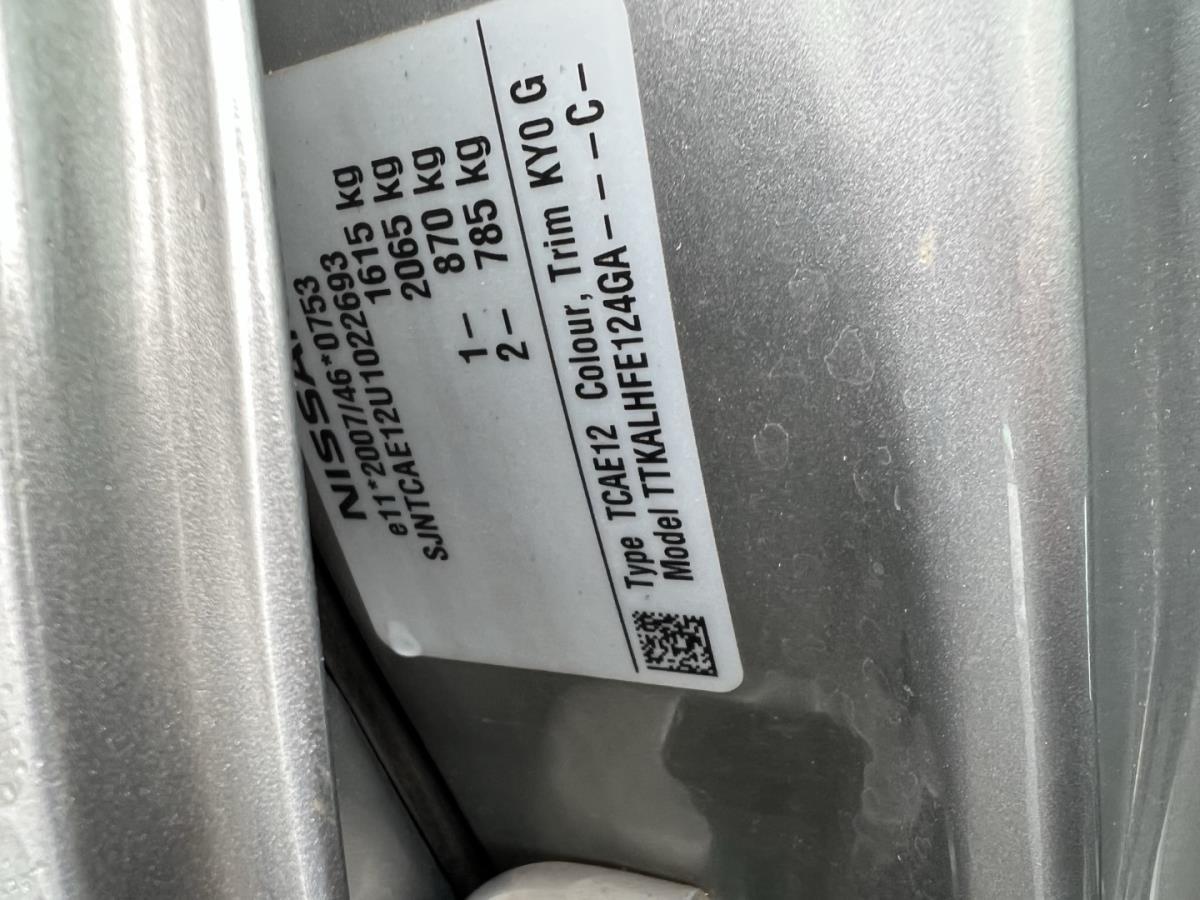 NISSAN
e11*2007/46*0753
SJNTCAE12U1022693
1615 kg
2065 kg
1– 870 kg
2– 785 kg
Type TCAE12 Colour, Trim KY0 G
Model TTKALHFE124GA – – – C –